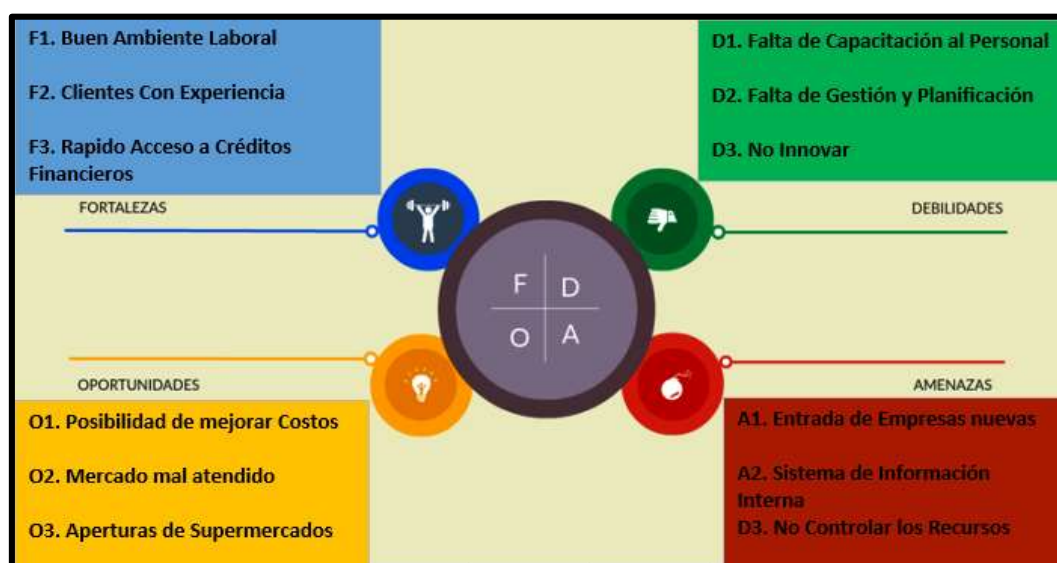 F1. Buen Ambiente Laboral
F2. Clientes Con Experiencia
F3. Rapido Acceso a Créditos
Financieros
FORTALEZAS
D1. Falta de Capacitación al Personal
D2. Falta de Gestión y Planificación
D3. No Innovar
DEBILIDADES
F D
O A
OPORTUNIDADES
O1. Posibilidad de mejorar Costos
O2. Mercado mal atendido
O3. Aperturas de Supermercados
AMENAZAS
A1. Entrada de Empresas nuevas
A2. Sistema de Información
Interna
D3. No Controlar los Recursos